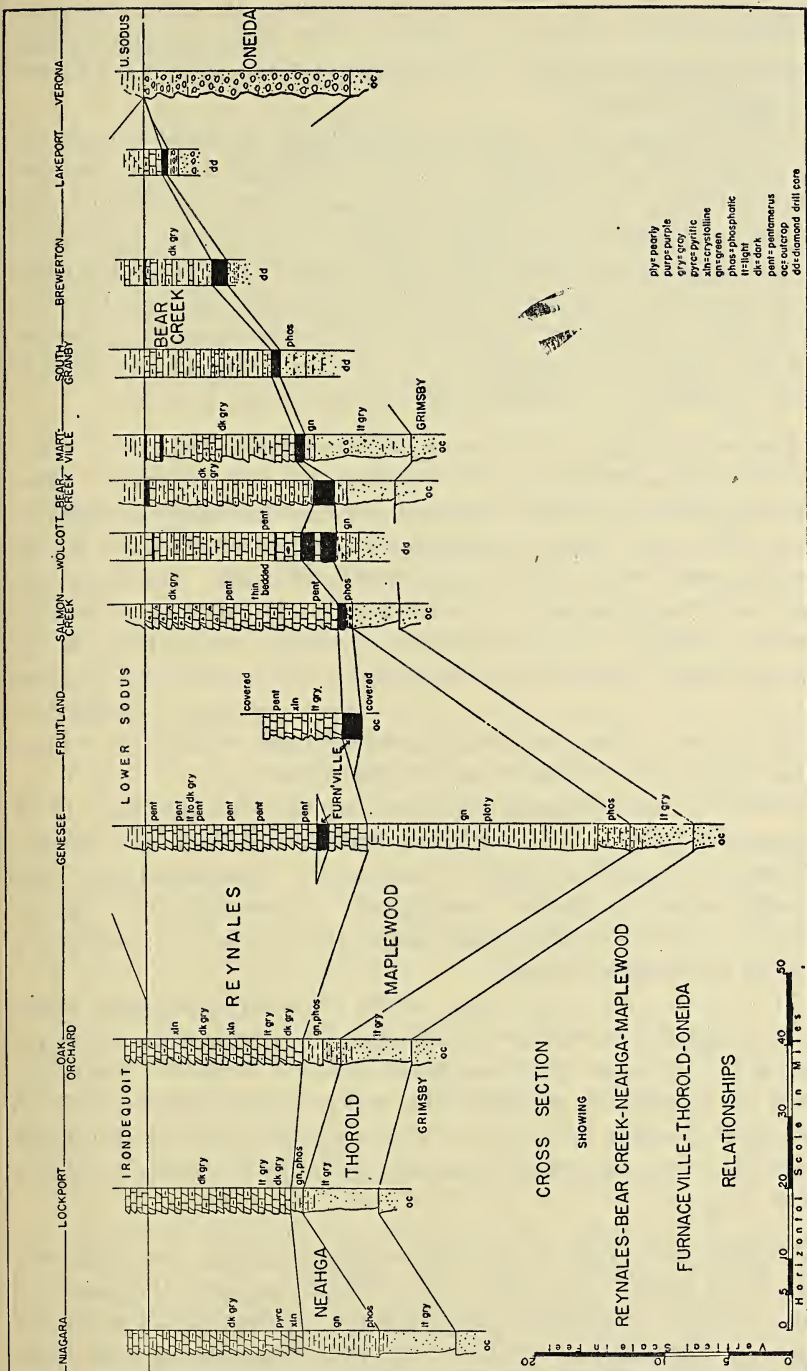 NIAGARA
LOCKPORT
OAK ORCHARD
GENESEE
FRUITLAND
SALMON CREEK
WOLCOTT
BEAR CREEK
MART-VILLE
SOUTH GRANBY
BREWERTON
LAKEPORT
VERONA
IRONDEQUOIT
LOWER SODUS
U. SODUS
ONEIDA
REYNALES
BEAR CREEK
NEAHGA
THOROLD
MAPLEWOOD
FURN'VILLE
GRIMSBY
GRIMSBY
dk gry
pyrc
xln
gn
phos
lt gry
oc
dk gry
lt gry
dk gry
gn, phos
lt gry
oc
xln
dk gry
xln
lt gry
dk gry
gn, phos
lt gry
oc
pent
pent
lt to dk gry
pent
pent
pent
pent
gn
platy
phos
lt gry
oc
covered
pent
xln
lt gry
covered
oc
dk gry
pent
thin bedded
pent
phos
oc
pent
gn
dd
dk gry
oc
dk gry
gn
lt gry
oc
phos
dd
dk gry
dd
dd
oc
CROSS SECTION
SHOWING
REYNALES-BEAR CREEK-NEAHGA-MAPLEWOOD
FURNACEVILLE-THOROLD-ONEIDA
RELATIONSHIPS
ply=pearly
purp=purple
gry=gray
pyrc=pyritic
xln=crystalline
gn=green
phos=phosphatic
lt=light
dk=dark
pent=pentamerus
oc=outcrop
dd=diamond drill core
20
10
0
Vertical Scale in Feet
0 5 10 20 30 40 50
Horizontal Scale in Miles